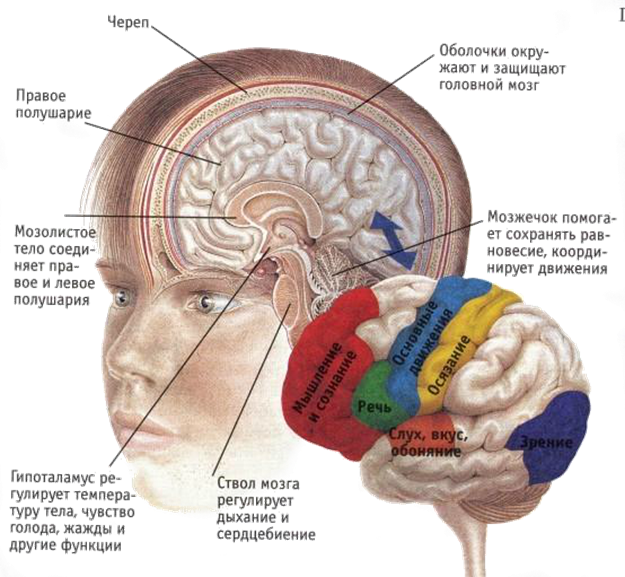 Череп
Оболочки окру-
жают и защищают
головной мозг
Правое
полушарие
Мозолистое
тело соеди-
няет пра-
вое и левое
полушария
Мозжечок помога-
ет сохранять рав-
новесие, коорди-
нирует движения
Мышление
и сознание
Речь
Основные
движения
Осязание
Слух, вкус,
обоняние
Зрение
Гипоталамус ре-
гулирует темпера-
туру тела, чувство
голода, жажды и
другие функции
Ствол мозга
регулирует
дыхание и
сердцебиение